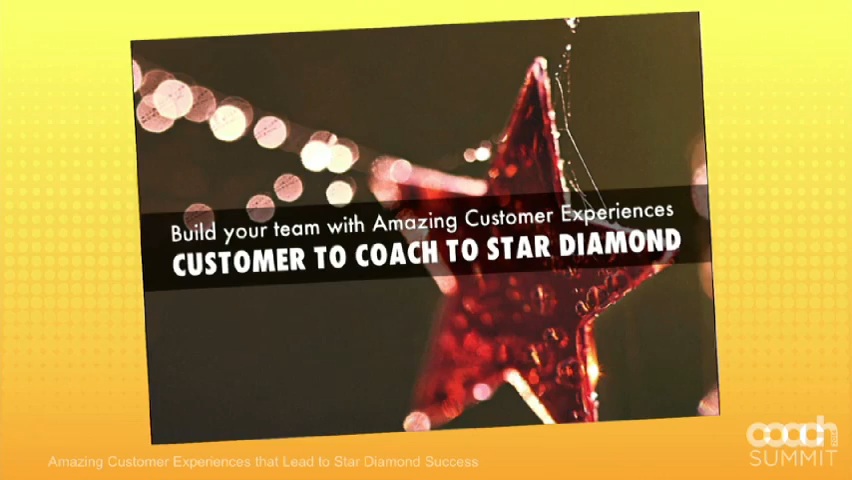 Build your team with Amazing Customer Experiences
CUSTOMER TO COACH TO STAR DIAMOND
Amazing Customer Experiences that Lead to Star Diamond Success
coach
SUMMIT